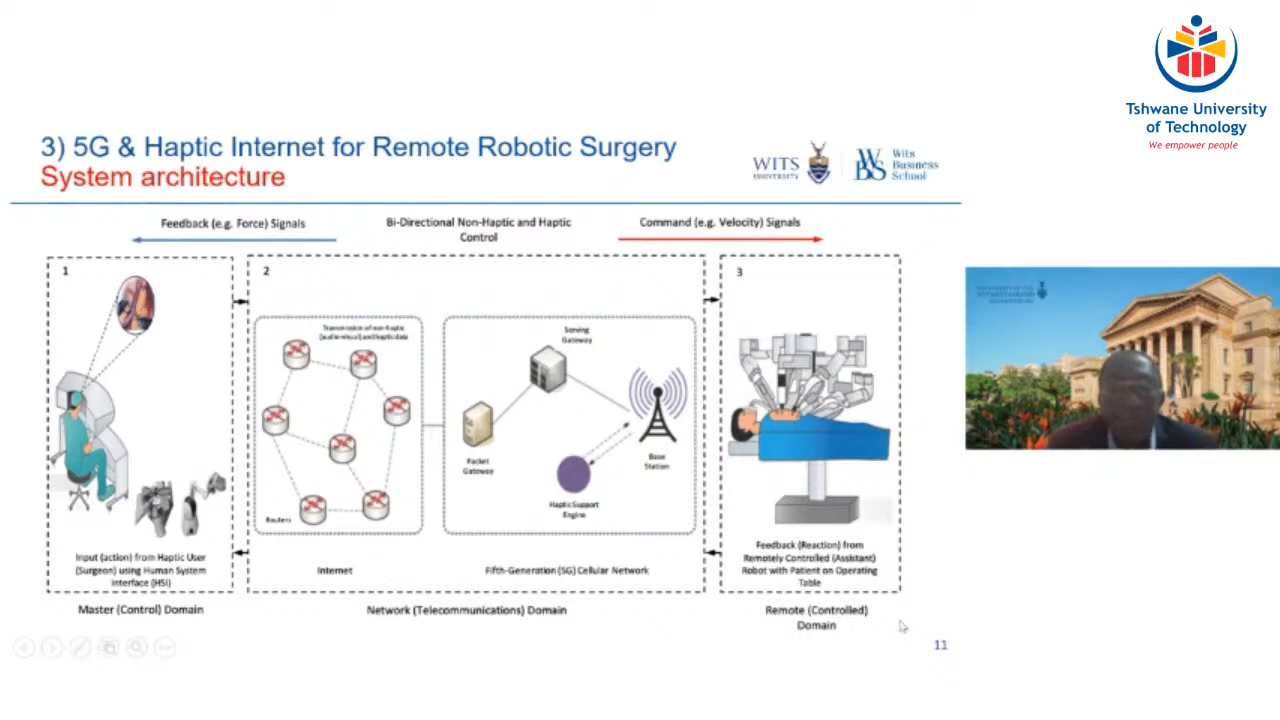 Tshwane University
of Technology
We empower people
3) 5G & Haptic Internet for Remote Robotic Surgery
System architecture
WITS
UNIVERSITY
WBS
Wits
Business
School
Feedback (e.g. Force) Signals
Bi-Directional Non-Haptic and Haptic
Control
Command (e.g. Velocity) Signals
1
2
3
Transmission of non-haptic
(audio-visual) and haptic data
Serving
Gateway
Packet
Gateway
Base
Station
Haptic Support
Engine
Routers
Input (action) from Haptic User
(Surgeon) using Human System
Interface (HSI)
Internet
Fifth-Generation (5G) Cellular Network
Feedback (Reaction) from
Remotely Controlled (Assistant)
Robot with Patient on Operating
Table
Master (Control) Domain
Network (Telecommunications) Domain
Remote (Controlled)
Domain
11